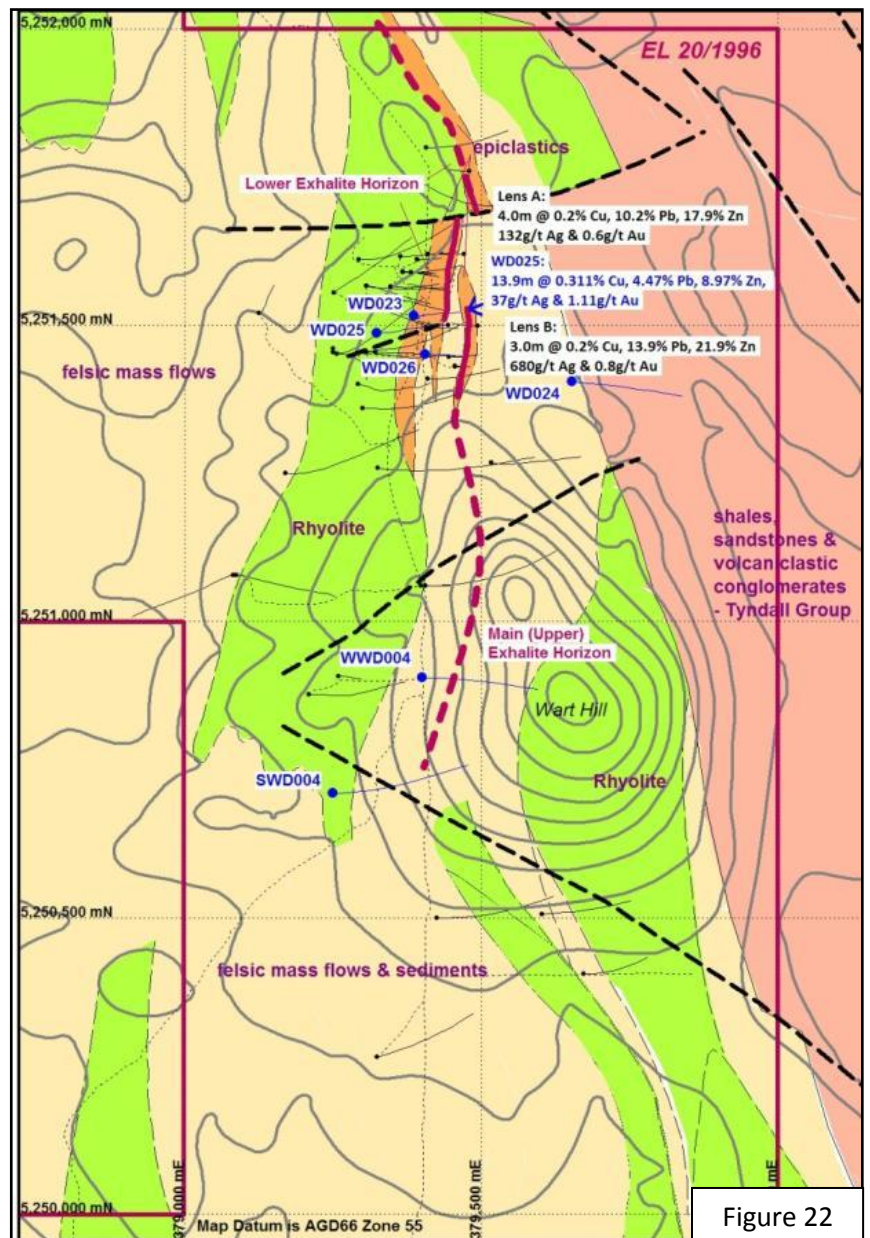 5,252,000 mN
EL 20/1996
epiclastics
Lower Exhalite Horizon
Lens A:
4.0m @ 0.2% Cu, 10.2% Pb, 17.9% Zn
132g/t Ag & 0.6g/t Au
WD025:
13.9m @ 0.311% Cu, 4.47% Pb, 8.97% Zn,
37g/t Ag & 1.11g/t Au
WD023
5,251,500 mN
WD025
Lens B:
3.0m @ 0.2% Cu, 13.9% Pb, 21.9% Zn
680g/t Ag & 0.8g/t Au
WD026
felsic mass flows
WD024
Rhyolite
shales,
sandstones &
volcan clastic
conglomerates
- Tyndall Group
5,251,000 mN
Main (Upper)
Exhalite Horizon
WWD004
Wart Hill
SWD004
Rhyolite
5,250,500 mN
felsic mass flows & sediments
379,000 mE
379,500 mE
mE
5,250,000 mN
Map Datum is AGD66 Zone 55
Figure 22